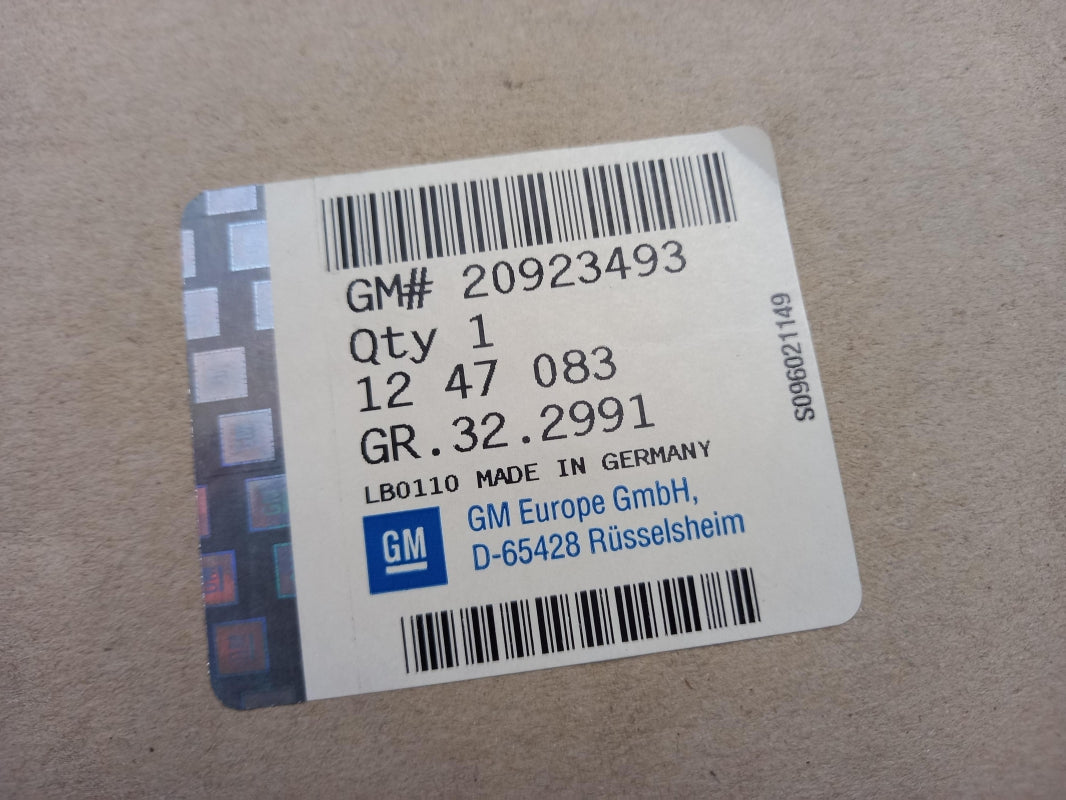 GM# 20923493
Qty 1
12 47 083
GR.32.2991
LB0110 MADE IN GERMANY
GM
GM Europe GmbH,
D-65428 Rüsselsheim
S096021149